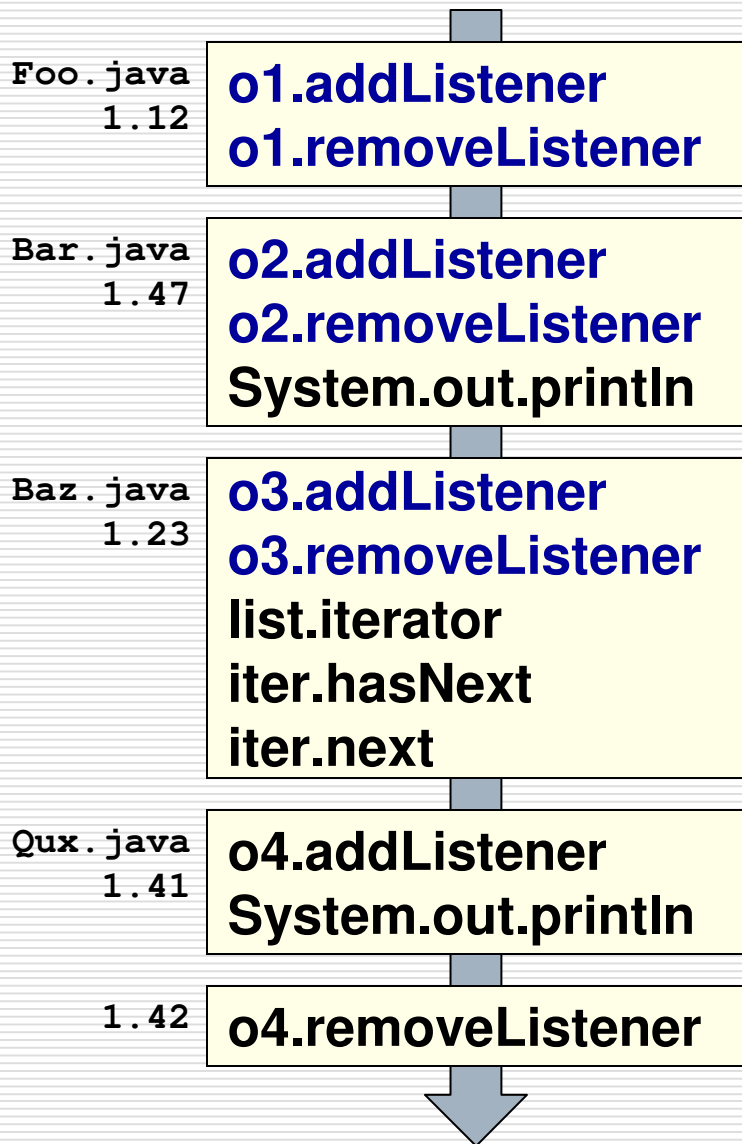 Foo.java
1.12
o1.addListener
o1.removeListener
Bar.java
1.47
o2.addListener
o2.removeListener
System.out.println
Baz.java
1.23
o3.addListener
o3.removeListener
list.iterator
iter.hasNext
iter.next
Qux.java
1.41
o4.addListener
System.out.println
1.42
o4.removeListener